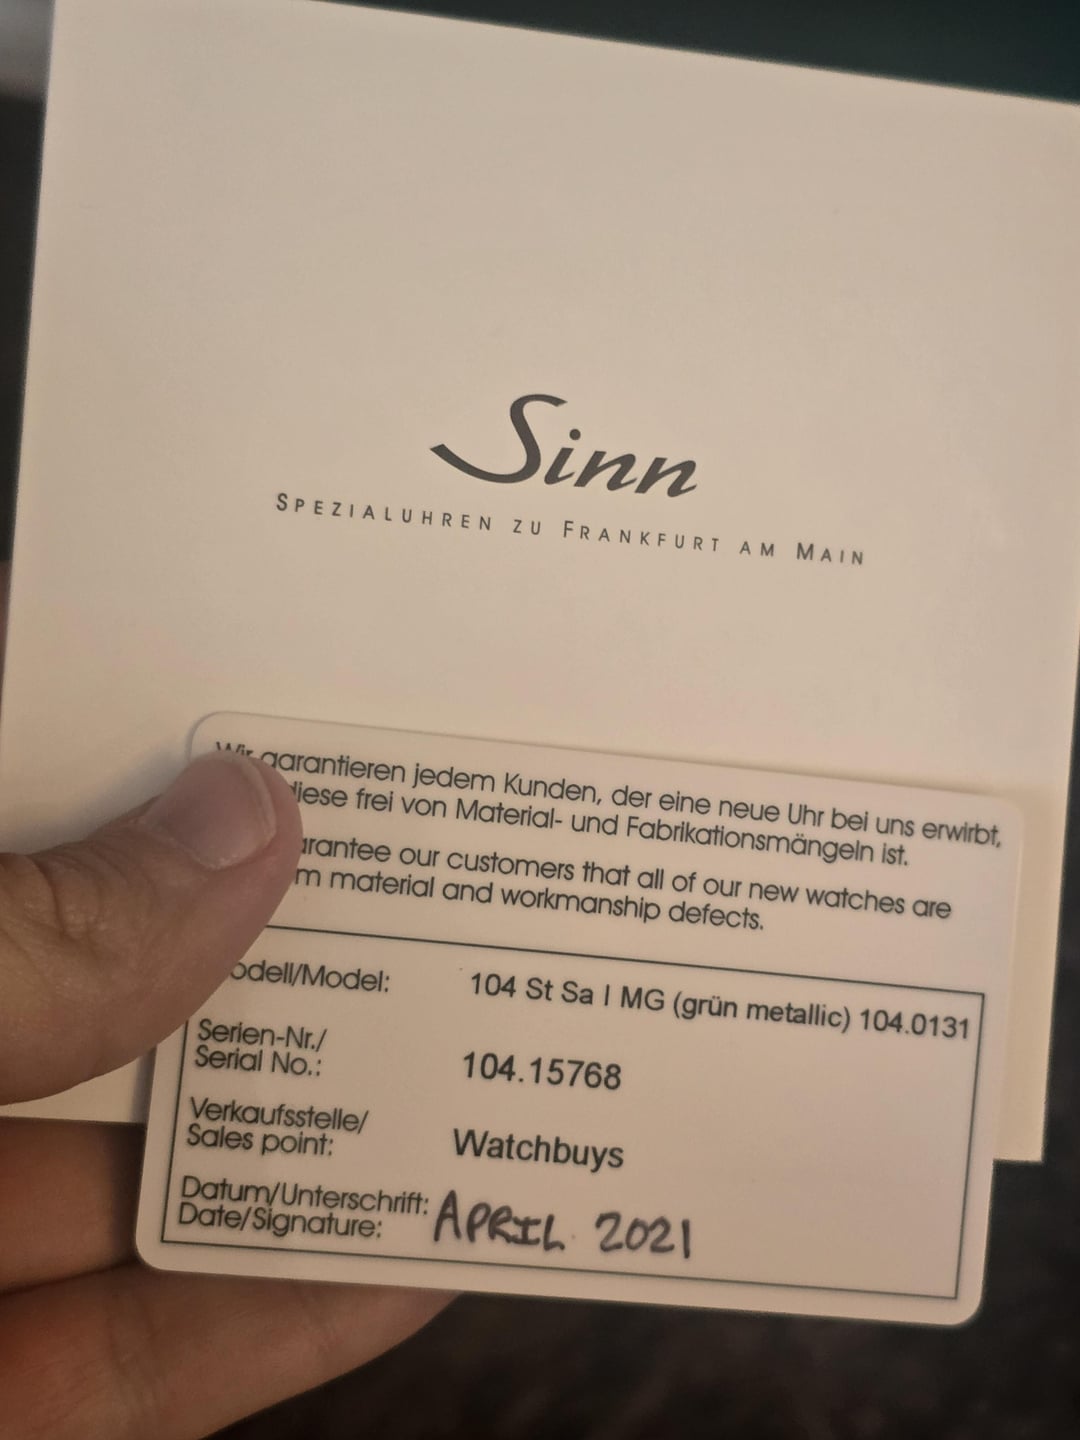 Sinn
SPEZIALUHREN ZU FRANKFURT AM MAIN
Wir garantieren jedem Kunden, der eine neue Uhr bei uns erwirbt,
diese frei von Material- und Fabrikationsmängeln ist.
arantee our customers that all of our new watches are
m material and workmanship defects.
odell/Model: 104 St Sa I MG (grün metallic) 104.0131
Serien-Nr./
Serial No.: 104.15768
Verkaufsstelle/
Sales point: Watchbuys
Datum/Unterschrift:
Date/Signature: APRIL 2021